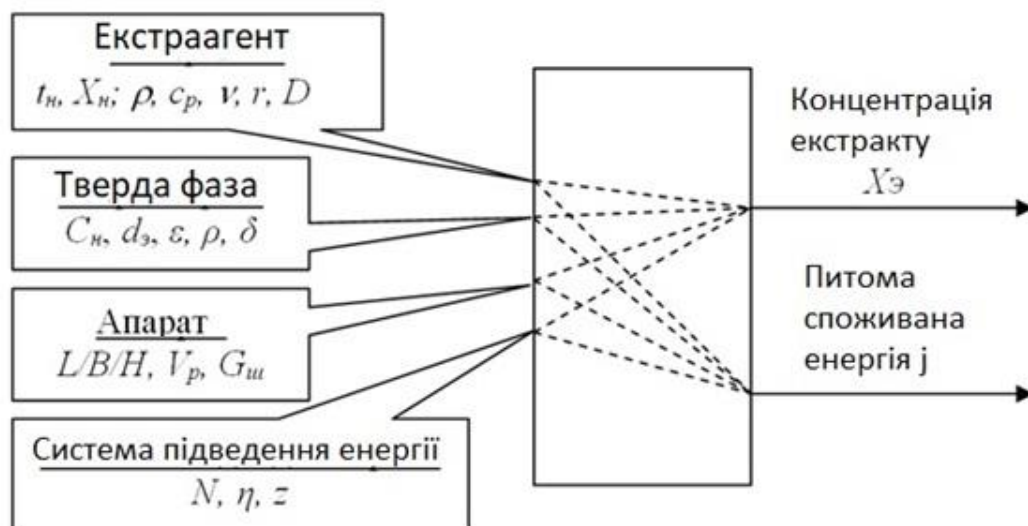 Екстраагент
tн, Xн; ρ, cp, ν, r, D
Тверда фаза
Cн, dэ, ε, ρ, δ
Апарат
L/B/H, Vp, Gш
Система підведення енергії
N, η, z
Концентрація
екстракту
Xэ
Питома
споживана
енергія j